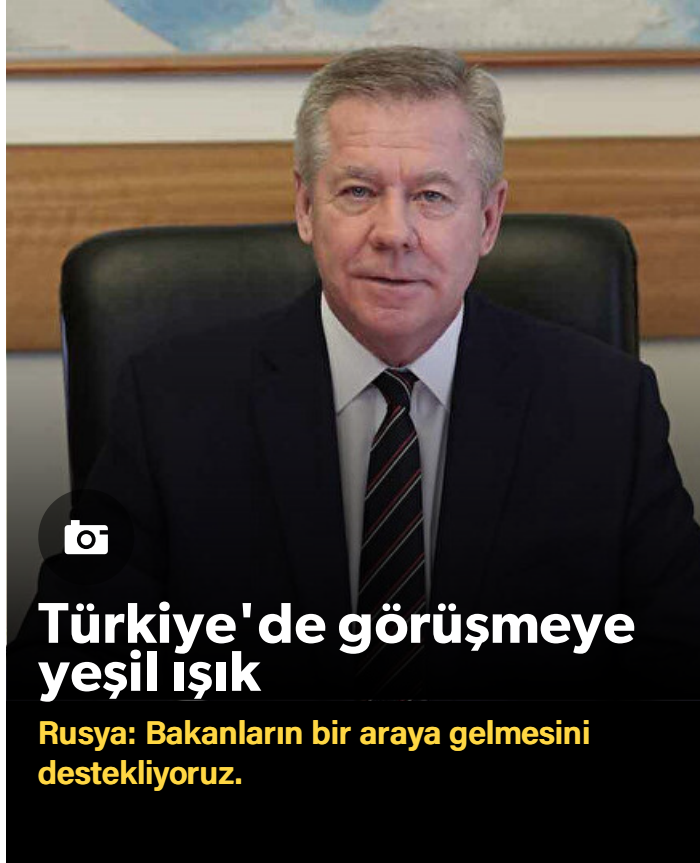 Türkiye'de görüşmeye
yeşil ışık
Rusya: Bakanların bir araya gelmesini
destekliyoruz.